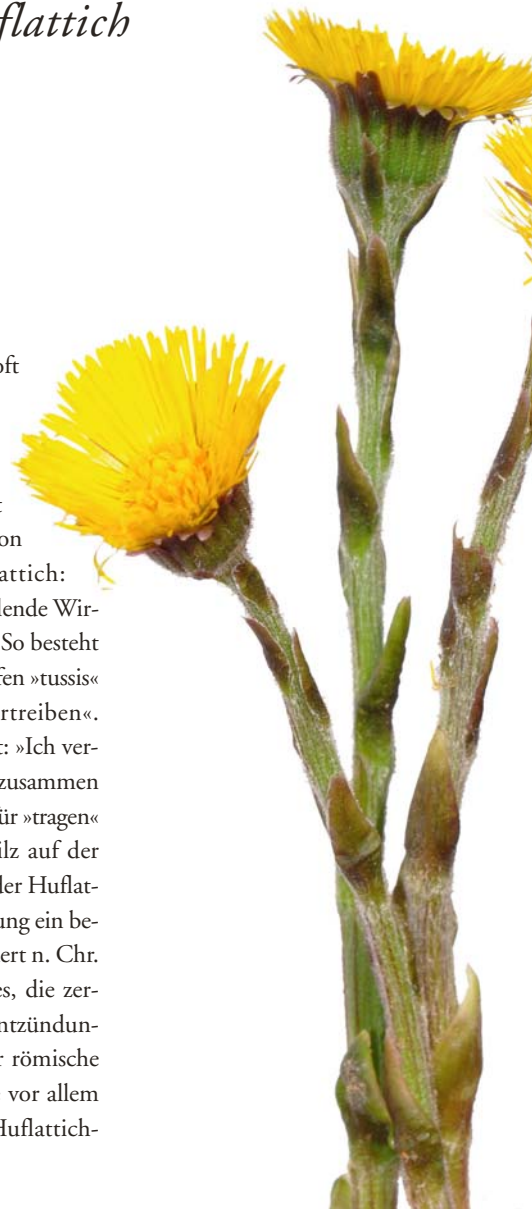 flattich
oft
on
attich:
lende Wir-
So besteht
fen »tussis«
rtreiben«.
t: »Ich ver-
zusammen
ür »tragen«
ilz auf der
der Huflat-
ung ein be-
ert n. Chr.
es, die zer-
ntzündun-
r römische
vor allem
Huflattich-